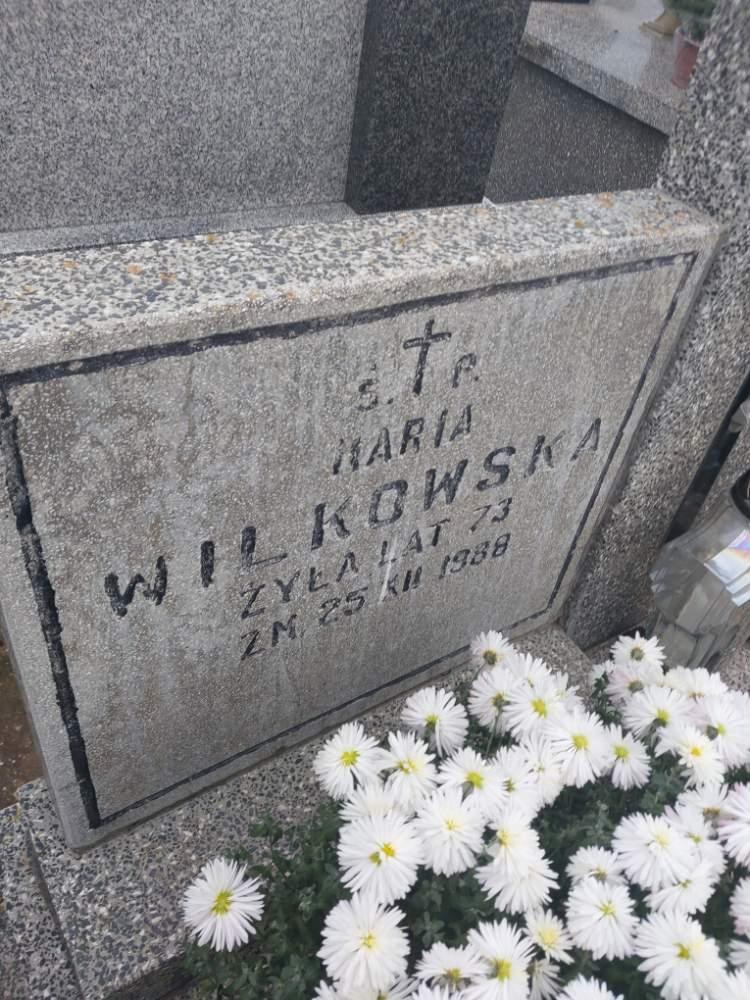 Ś. P.
MARIA
WILKOWSKA
ŻYŁA LAT 73
ZM. 25 XII 1988